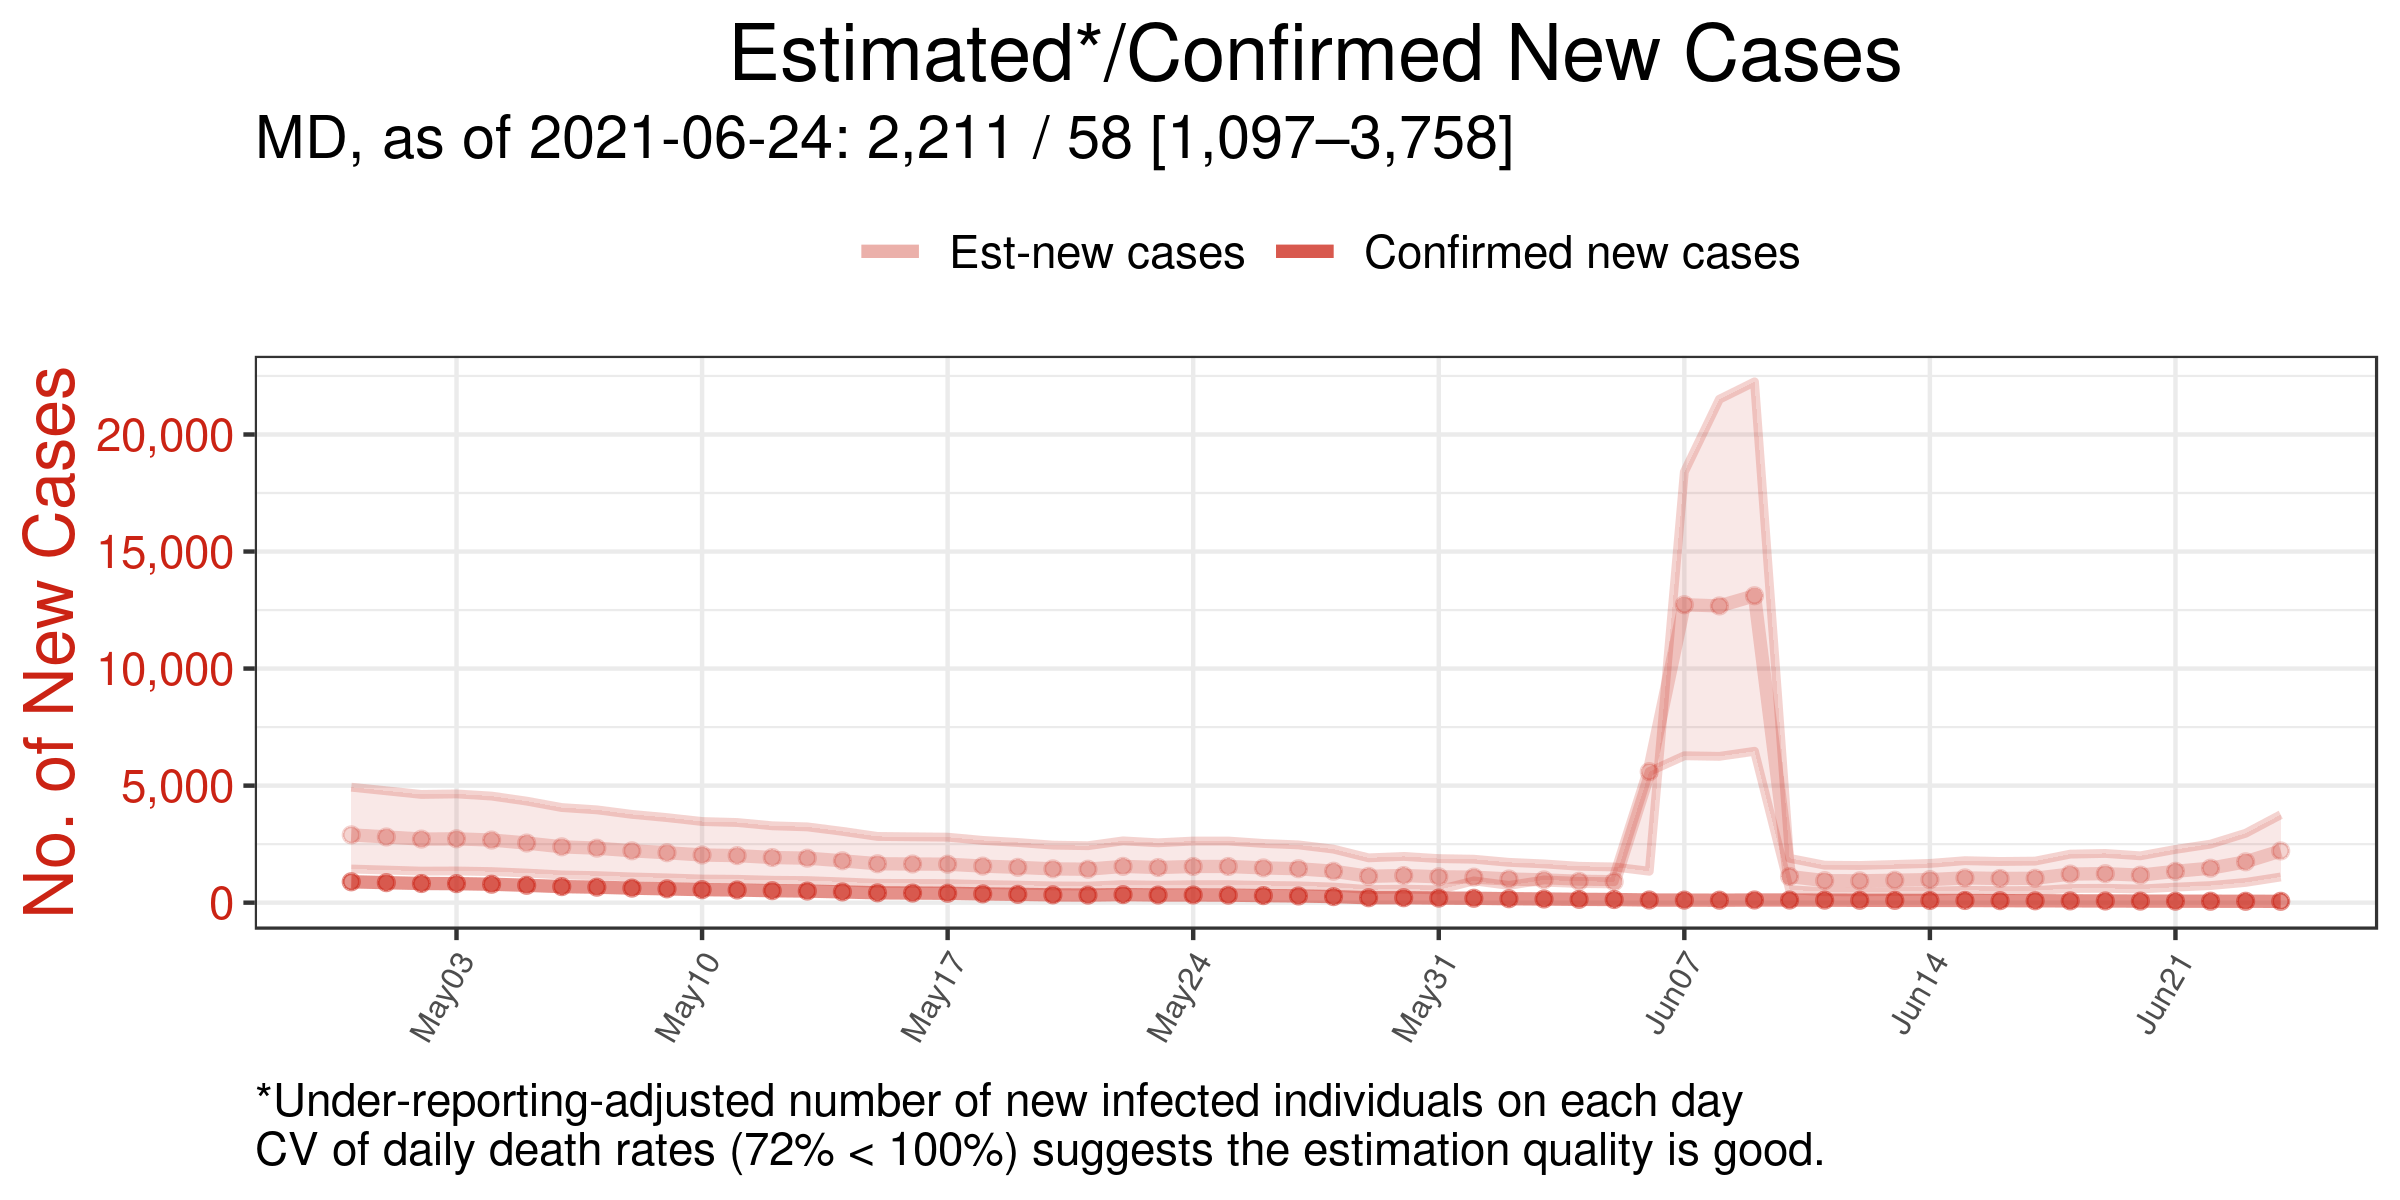 Estimated*/Confirmed New Cases
MD, as of 2021-06-24: 2,211 / 58 [1,097–3,758]
Est-new cases
Confirmed new cases
No. of New Cases
20,000
15,000
10,000
5,000
0
May03
May10
May17
May24
May31
Jun07
Jun14
Jun21
*Under-reporting-adjusted number of new infected individuals on each day
CV of daily death rates (72% < 100%) suggests the estimation quality is good.